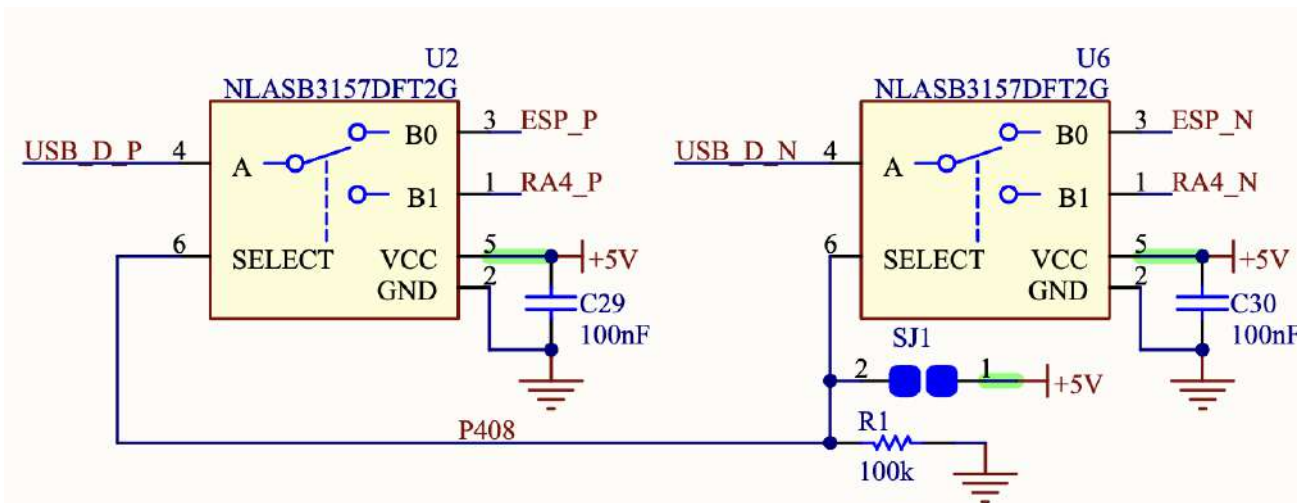 U2
NLASB3157DFT2G
USB_D_P
4
A
B0
3
ESP_P
B1
1
RA4_P
6
SELECT
VCC
5
+5V
GND
2
C29
100nF
U6
NLASB3157DFT2G
USB_D_N
4
A
B0
3
ESP_N
B1
1
RA4_N
6
SELECT
VCC
5
+5V
GND
2
C30
100nF
SJ1
2
1
+5V
P408
R1
100k